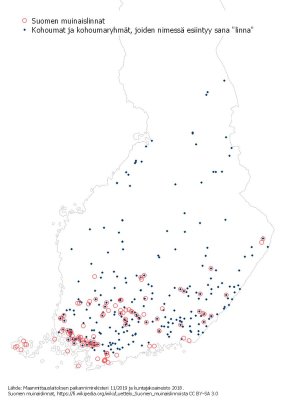 Suomen muinaislinnat
Kohoumat ja kohoumaryhmät, joiden nimessä esiintyy sana "linna"
Lähde: Maanmittauslaitoksen paikannimirekisteri 11/2019 ja kuntajakoaineisto 2018.
Suomen muinaislinnat, https://fi.wikipedia.org/wiki/Luettelo_Suomen_muinaislinnoista CC BY-SA 3.0